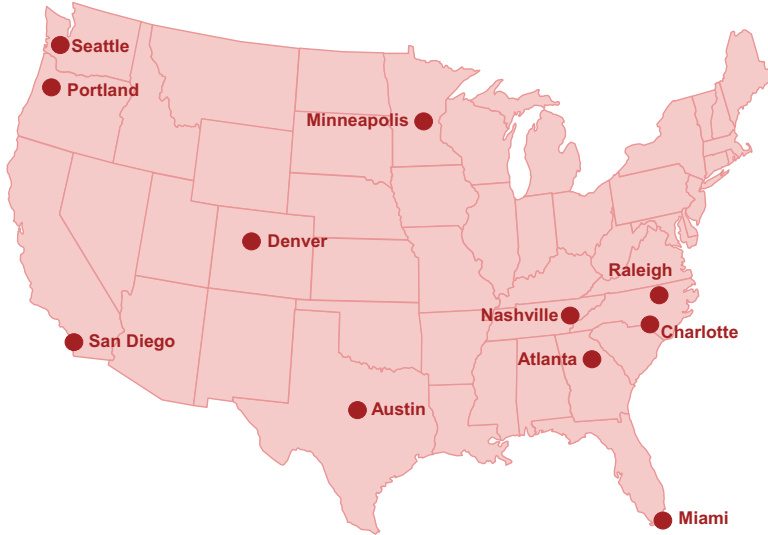 Seattle
Portland
Minneapolis
Denver
Raleigh
Nashville
Charlotte
San Diego
Atlanta
Austin
Miami